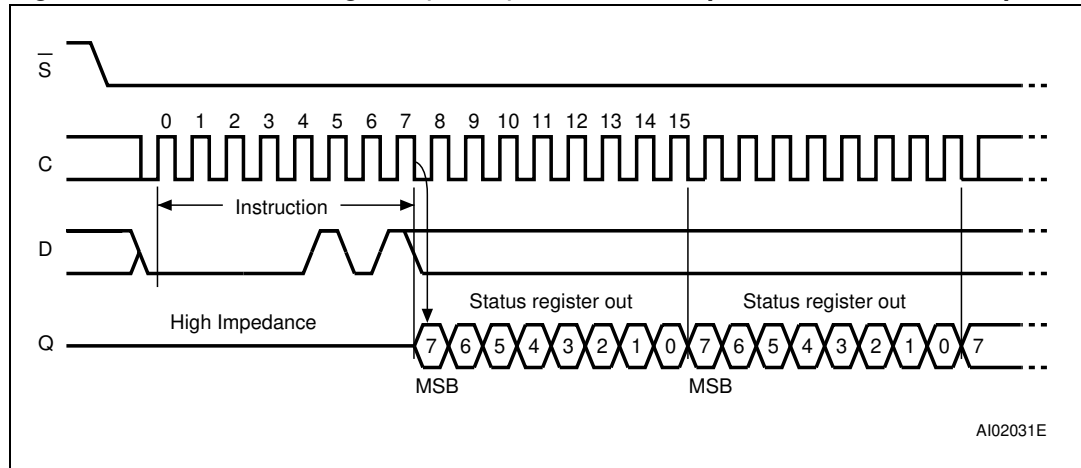 S
0 1 2 3 4 5 6 7 8 9 10 11 12 13 14 15
C
Instruction
D
Status register out Status register out
High Impedance
Q 7 6 5 4 3 2 1 0 7 6 5 4 3 2 1 0 7
MSB MSB
AI02031E